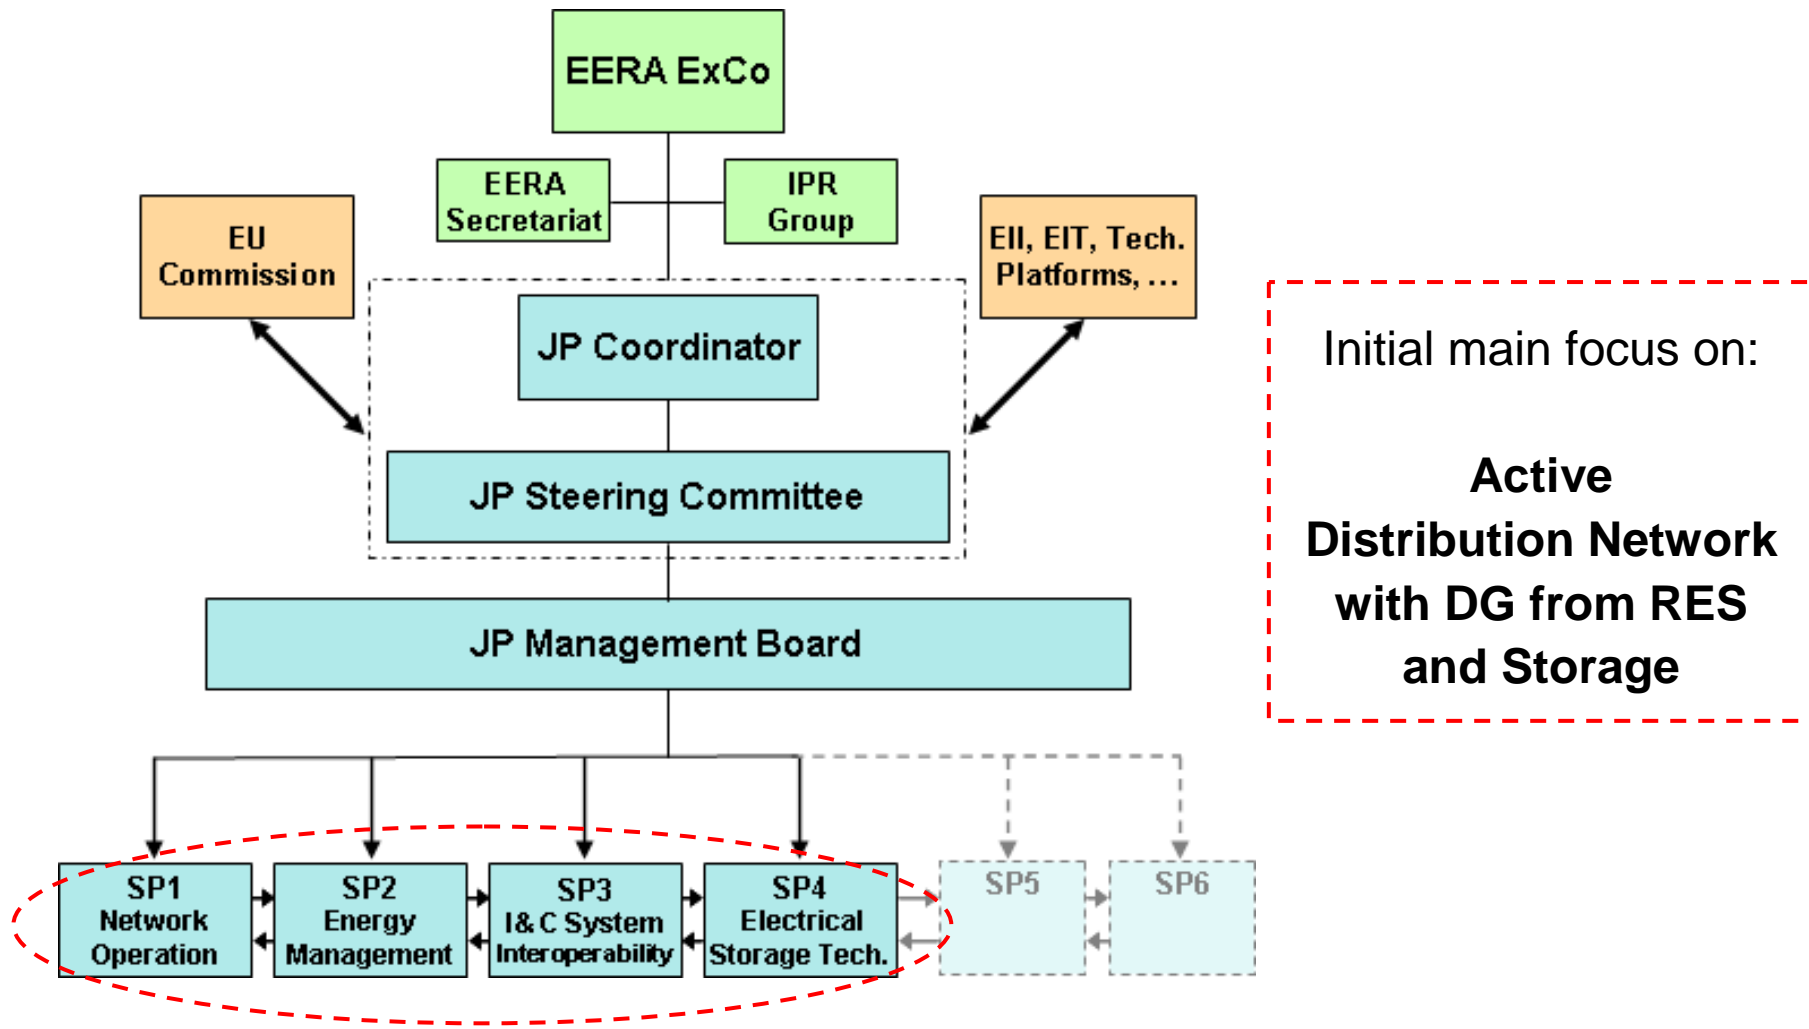 EERA ExCo
EERA
Secretariat
IPR
Group
EU
Commission
EII, EIT, Tech.
Platforms, ...
JP Coordinator
JP Steering Committee
JP Management Board
SP1
Network
Operation
SP2
Energy
Management
SP3
I&C System
Interoperability
SP4
Electrical
Storage Tech.
SP5
SP6
Initial main focus on:
Active
Distribution Network
with DG from RES
and Storage